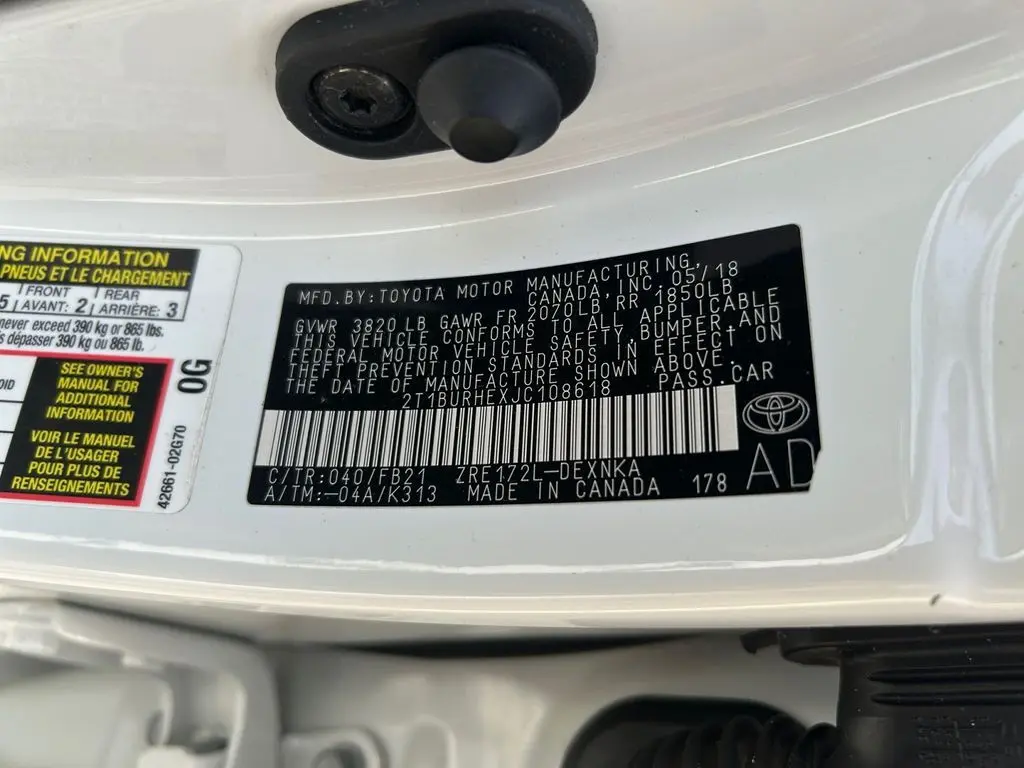 NG INFORMATION
PNEUS ET LE CHARGEMENT
5 FRONT AVANT: 2 REAR ARRIÈRE: 3
never exceed 390 kg or 865 lbs.
dépasser 390 kg ou 865 lb.
OID
SEE OWNER'S
MANUAL FOR
ADDITIONAL
INFORMATION
VOIR LE MANUEL
DE L'USAGER
POUR PLUS DE
RENSEIGNEMENTS
OG
42661-02G70
MFD. BY: TOYOTA MOTOR MANUFACTURING,
CANADA, INC. 05/18
GVWR 3820 LB GAWR FR 2070LB, RR 1850LB
THIS VEHICLE CONFORMS TO ALL APPLICABLE
FEDERAL MOTOR VEHICLE SAFETY, BUMPER, AND
THEFT PREVENTION STANDARDS IN EFFECT ON
THE DATE OF MANUFACTURE SHOWN ABOVE.
2T1BURHEXJC108618 PASS. CAR
C/TR: 040/FB21 ZRE172L-DEXNKA
A/TM: -04A/K313 MADE IN CANADA 178
AD